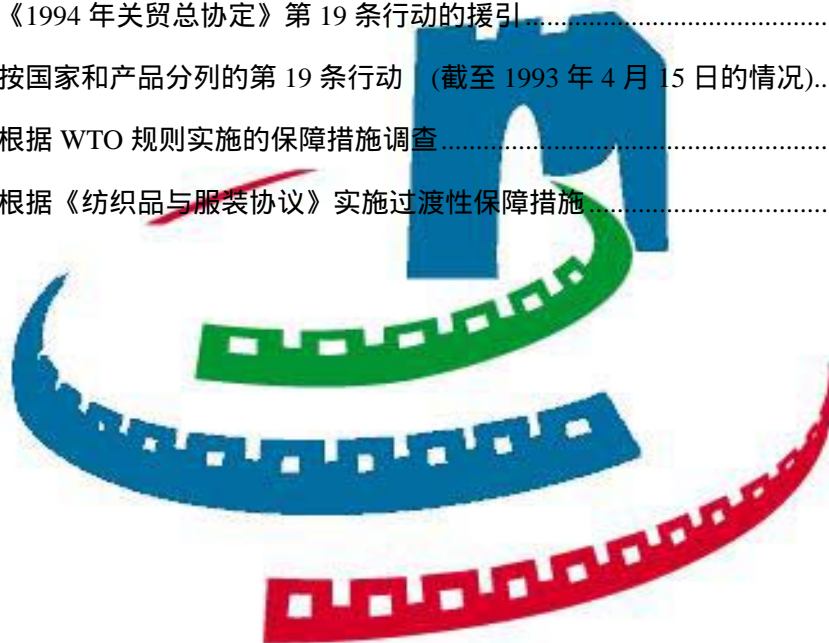 《1994 年关贸总协定》第 19 条行动的援引................................................
按国家和产品分列的第 19 条行动 (截至 1993 年 4 月 15 日的情况)..
根据 WTO 规则实施的保障措施调查............................................................
根据《纺织品与服装协议》实施过渡性保障措施......................................